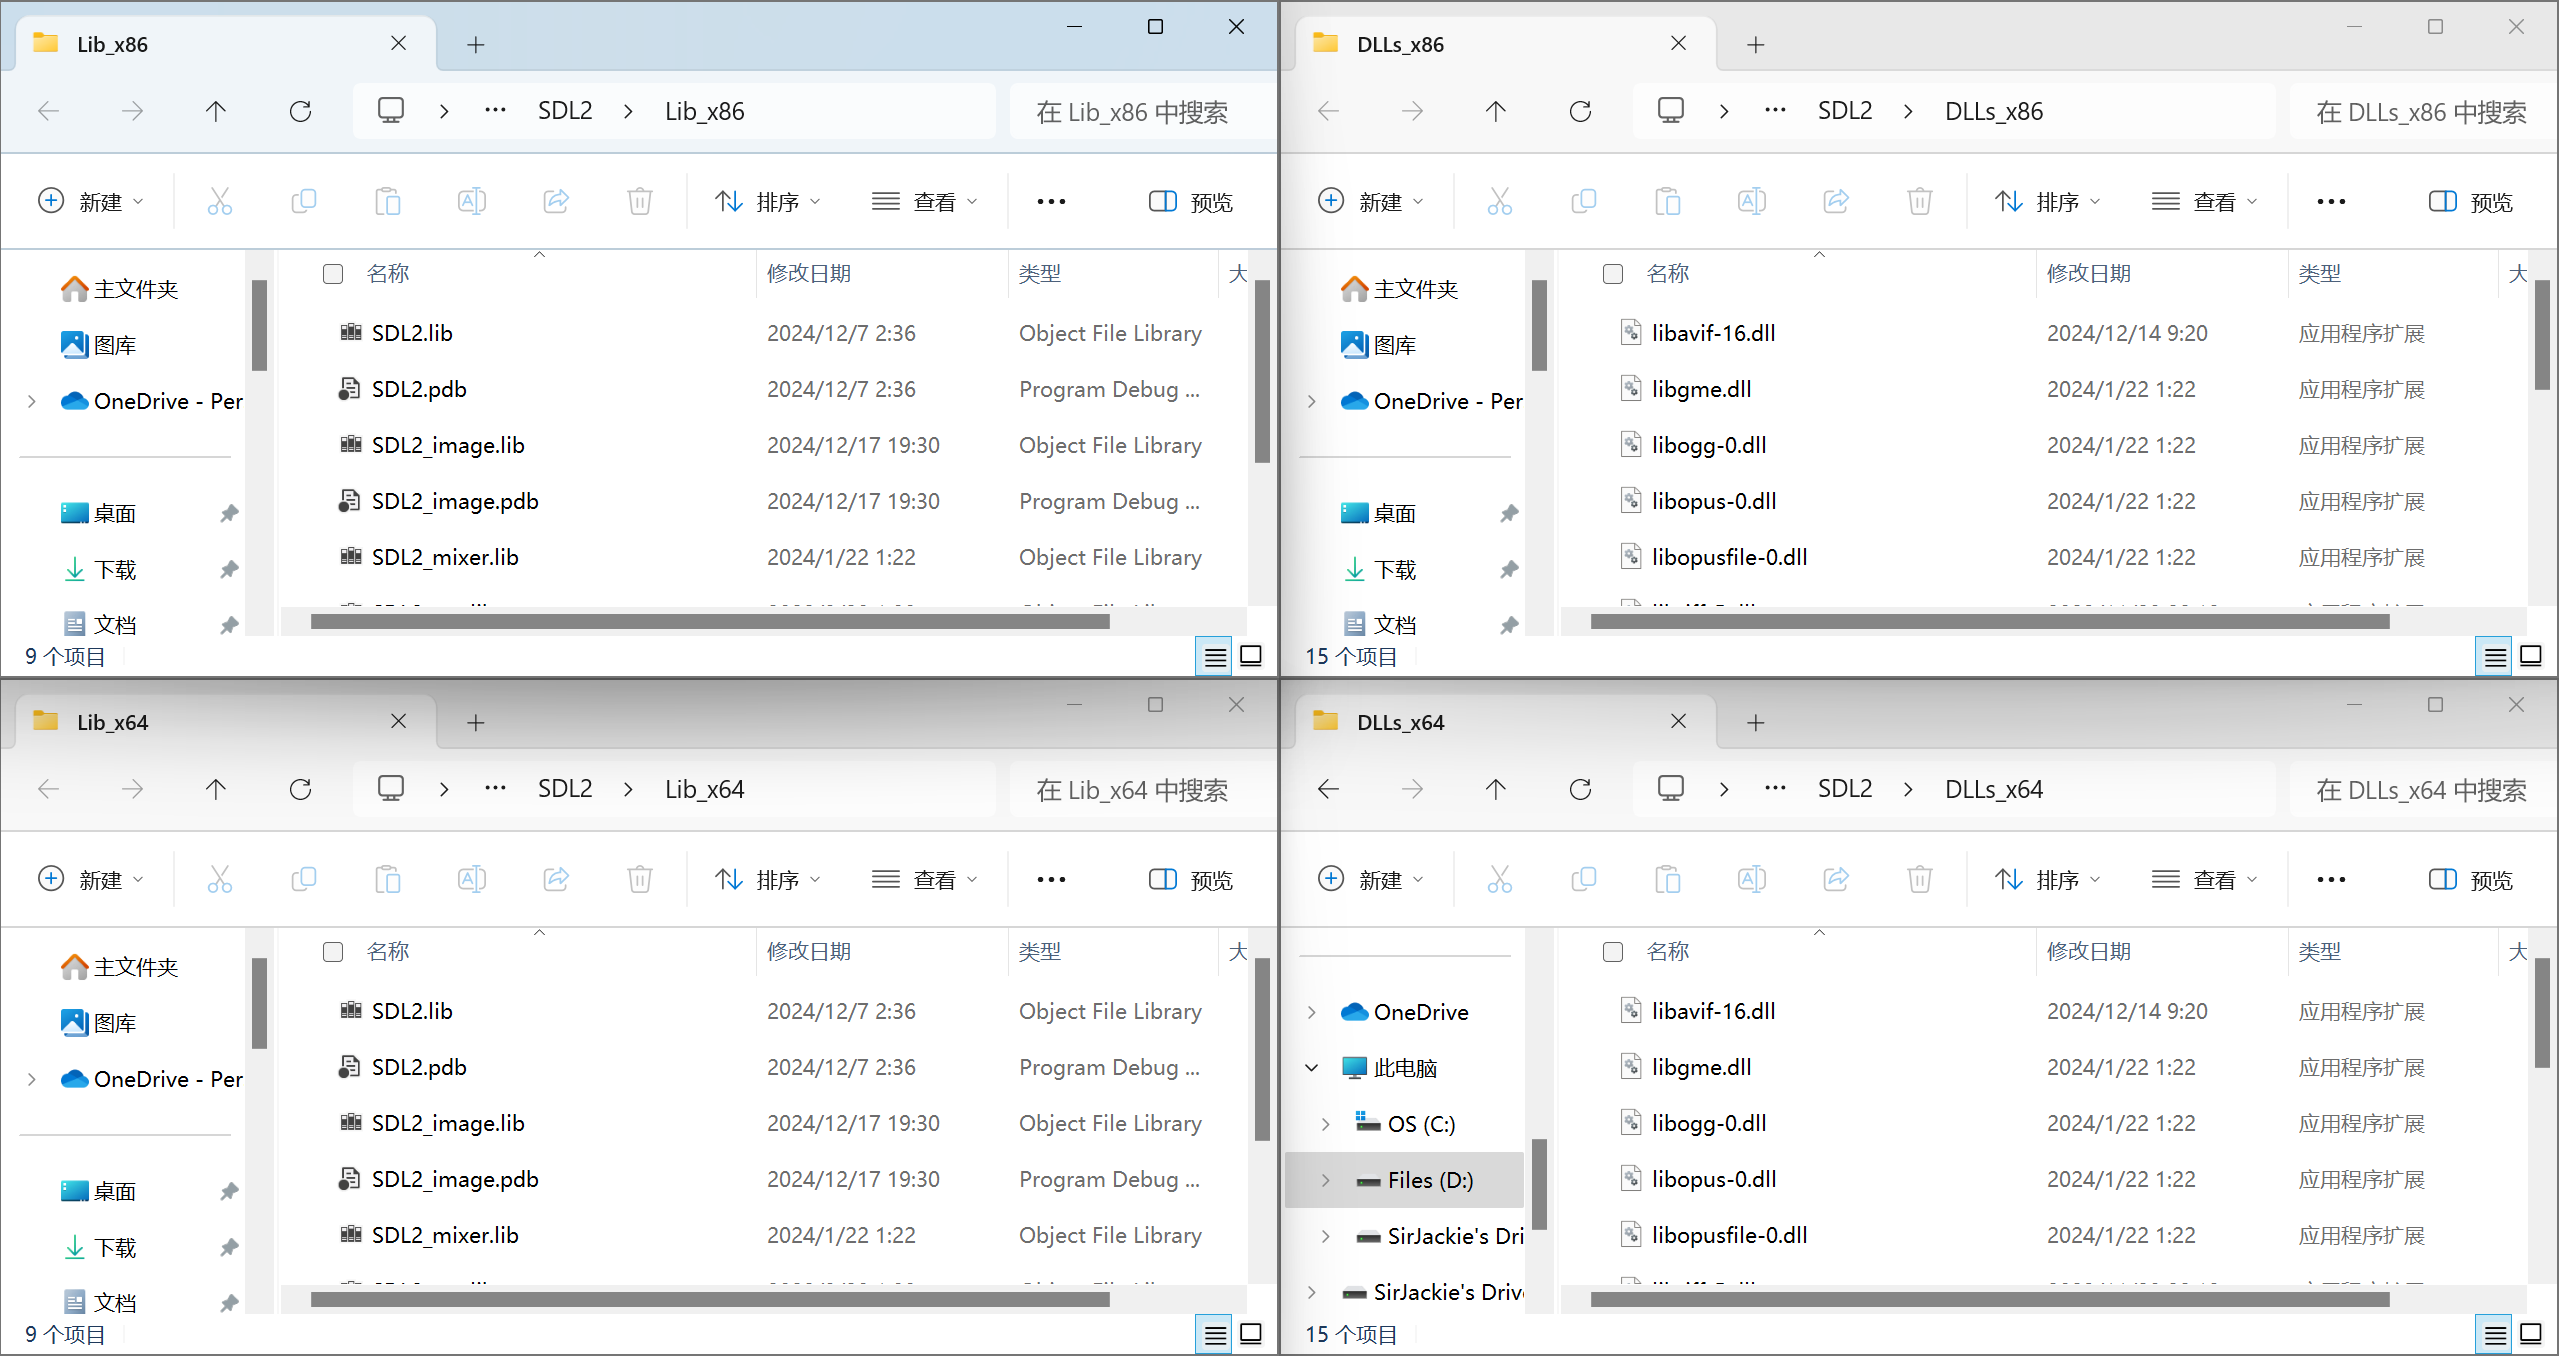 Lib_x86
SDL2 Lib_x86 在 Lib_x86 中搜索
新建 排序 查看 预览
名称 修改日期 类型 大
主文件夹
图库
OneDrive - Per
桌面
下载
文档
SDL2.lib 2024/12/7 2:36 Object File Library
SDL2.pdb 2024/12/7 2:36 Program Debug ...
SDL2_image.lib 2024/12/17 19:30 Object File Library
SDL2_image.pdb 2024/12/17 19:30 Program Debug ...
SDL2_mixer.lib 2024/1/22 1:22 Object File Library
9 个项目
DLLs_x86
SDL2 DLLs_x86 在 DLLs_x86 中搜索
新建 排序 查看 预览
名称 修改日期 类型 大
主文件夹
图库
OneDrive - Per
桌面
下载
文档
libavif-16.dll 2024/12/14 9:20 应用程序扩展
libgme.dll 2024/1/22 1:22 应用程序扩展
libogg-0.dll 2024/1/22 1:22 应用程序扩展
libopus-0.dll 2024/1/22 1:22 应用程序扩展
libopusfile-0.dll 2024/1/22 1:22 应用程序扩展
15 个项目
Lib_x64
SDL2 Lib_x64 在 Lib_x64 中搜索
新建 排序 查看 预览
名称 修改日期 类型 大
主文件夹
图库
OneDrive - Per
桌面
下载
文档
SDL2.lib 2024/12/7 2:36 Object File Library
SDL2.pdb 2024/12/7 2:36 Program Debug ...
SDL2_image.lib 2024/12/17 19:30 Object File Library
SDL2_image.pdb 2024/12/17 19:30 Program Debug ...
SDL2_mixer.lib 2024/1/22 1:22 Object File Library
9 个项目
DLLs_x64
SDL2 DLLs_x64 在 DLLs_x64 中搜索
新建 排序 查看 预览
名称 修改日期 类型 大
OneDrive
此电脑
OS (C:)
Files (D:)
SirJackie's Dri
SirJackie's Driv
libavif-16.dll 2024/12/14 9:20 应用程序扩展
libgme.dll 2024/1/22 1:22 应用程序扩展
libogg-0.dll 2024/1/22 1:22 应用程序扩展
libopus-0.dll 2024/1/22 1:22 应用程序扩展
libopusfile-0.dll 2024/1/22 1:22 应用程序扩展
15 个项目